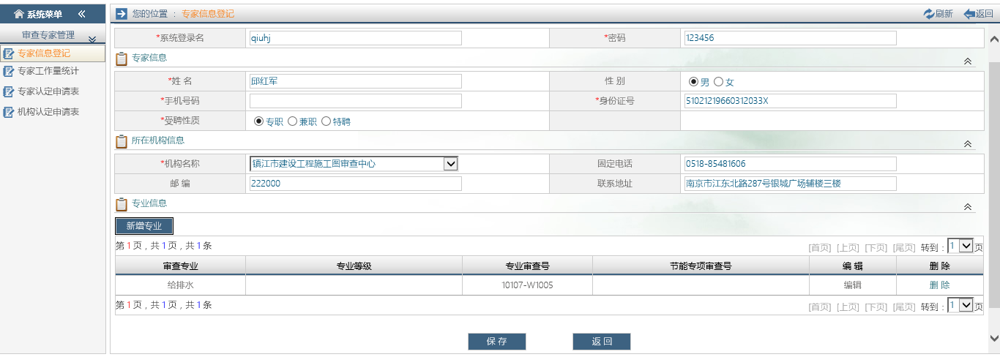 系统菜单
您的位置 : 专家信息登记
刷新 返回
审查专家管理
专家信息登记
专家工作量统计
专家认定申请表
机构认定申请表
*系统登录名 qiuhj *密码 123456
专家信息
*姓 名 邱红军 性 别 男 女
*手机号码 *身份证号 51021219660312033X
*受聘性质 专职 兼职 特聘
所在机构信息
*机构名称 镇江市建设工程施工图审查中心 固定电话 0518-85481606
邮 编 222000 联系地址 南京市江东北路287号银城广场辅楼三楼
专业信息
新增专业
第1页,共1页,共1条 [首页] [上页] [下页] [尾页] 转到:1页
审查专业 专业等级 专业审查号 节能专项审查号 编 辑 删 除
给排水 10107-W1005 编辑 删 除
第1页,共1页,共1条 [首页] [上页] [下页] [尾页] 转到:1页
保 存 返 回